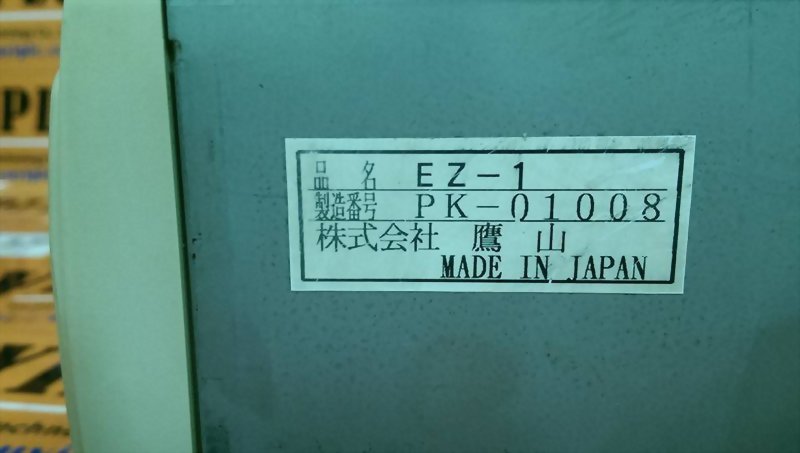 品 名 EZ-1
製造番号 PK-01008
株式会社 鷹 山
MADE IN JAPAN